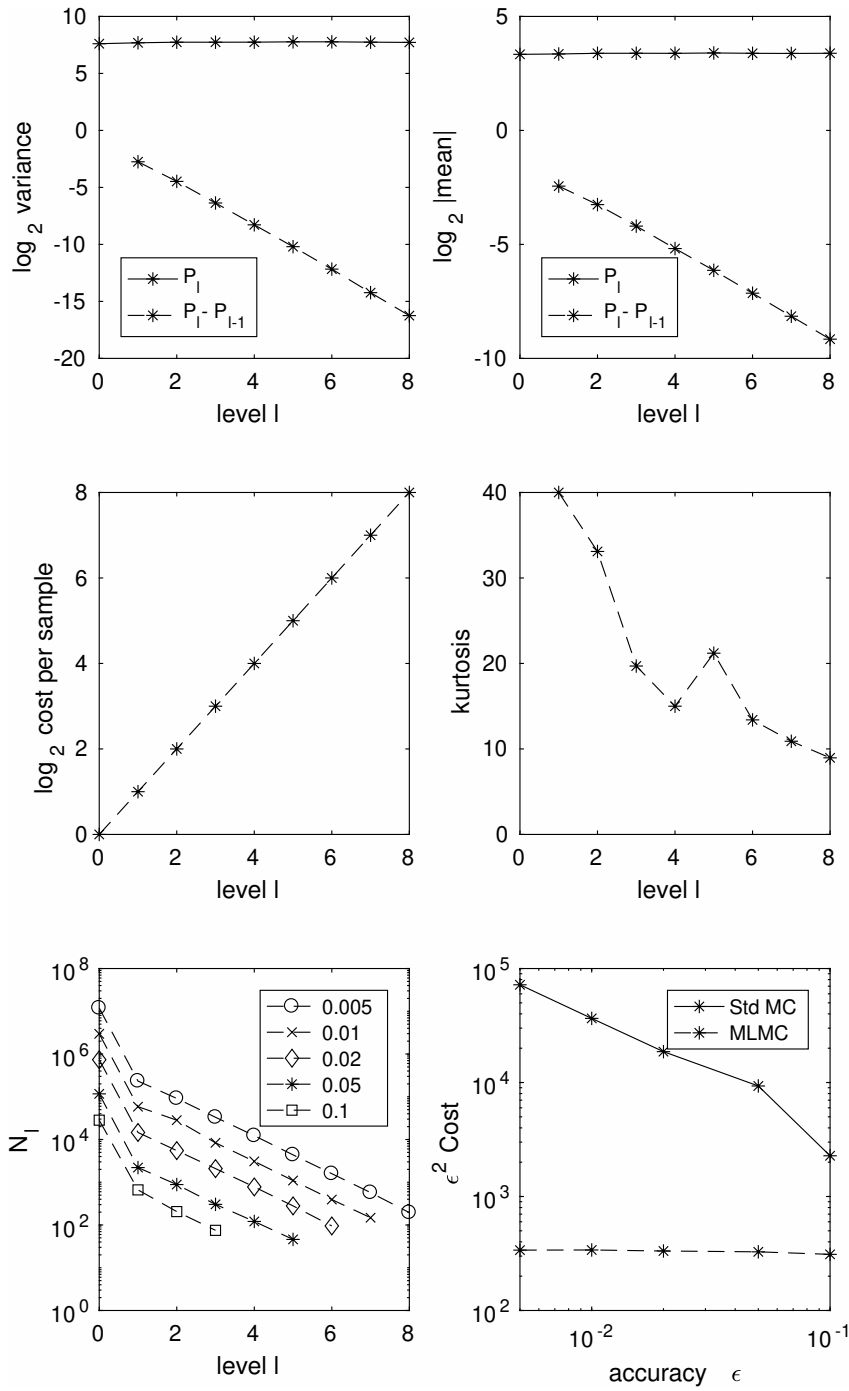 10
5
0
-5
-10
-15
-20
log 2 variance
P l
P l - P l-1
0 2 4 6 8
level l
5
0
-5
-10
log 2 |mean|
P l
P l - P l-1
0 2 4 6 8
level l
8
6
4
2
0
log 2 cost per sample
0 2 4 6 8
level l
40
30
20
10
0
kurtosis
0 2 4 6 8
level l
10^8
10^6
10^4
10^2
10^0
N l
0.005
0.01
0.02
0.05
0.1
0 2 4 6 8
level l
10^5
10^4
10^3
10^2
ϵ^2 Cost
Std MC
MLMC
10^-2 10^-1
accuracy ϵ